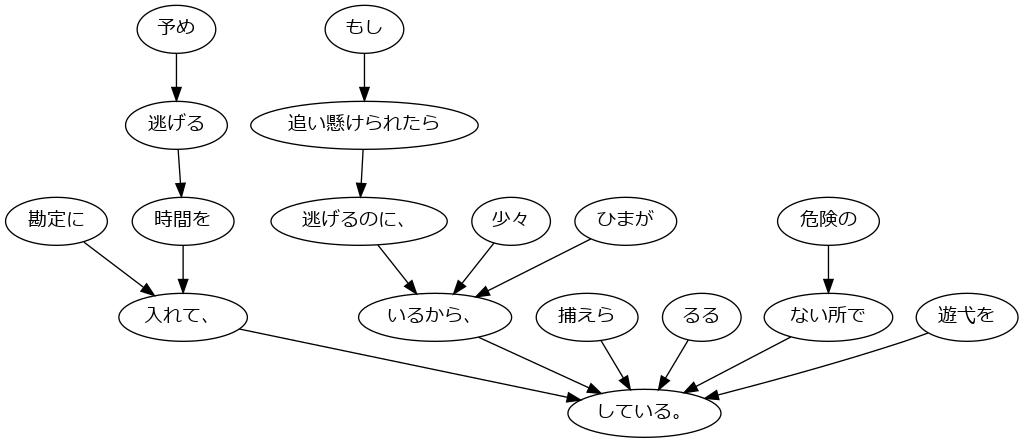 予め
もし
逃げる
追い懸けられたら
勘定に
時間を
逃げるのに、
少々
ひまが
危険の
入れて、
いるから、
捕えら
るる
ない所で
遊弋を
している。